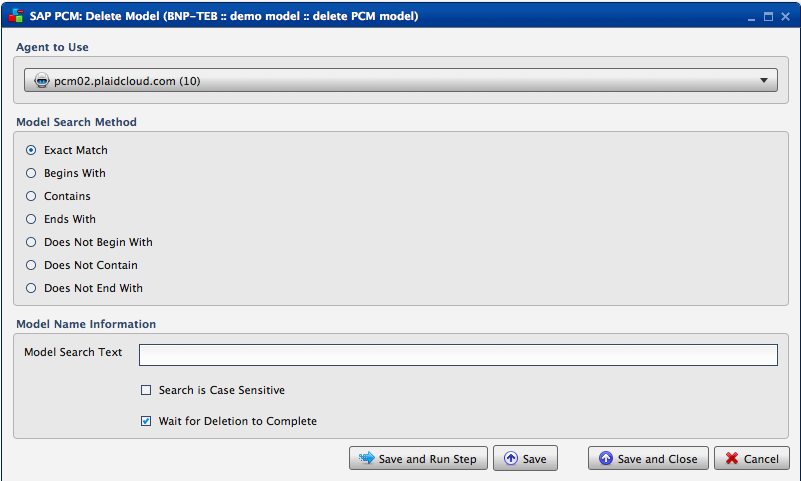 SAP PCM: Delete Model (BNP-TEB :: demo model :: delete PCM model)
Agent to Use
pcm02.plaidcloud.com (10)
Model Search Method
Exact Match
Begins With
Contains
Ends With
Does Not Begin With
Does Not Contain
Does Not End With
Model Name Information
Model Search Text
Search is Case Sensitive
Wait for Deletion to Complete
Save and Run Step Save Save and Close Cancel